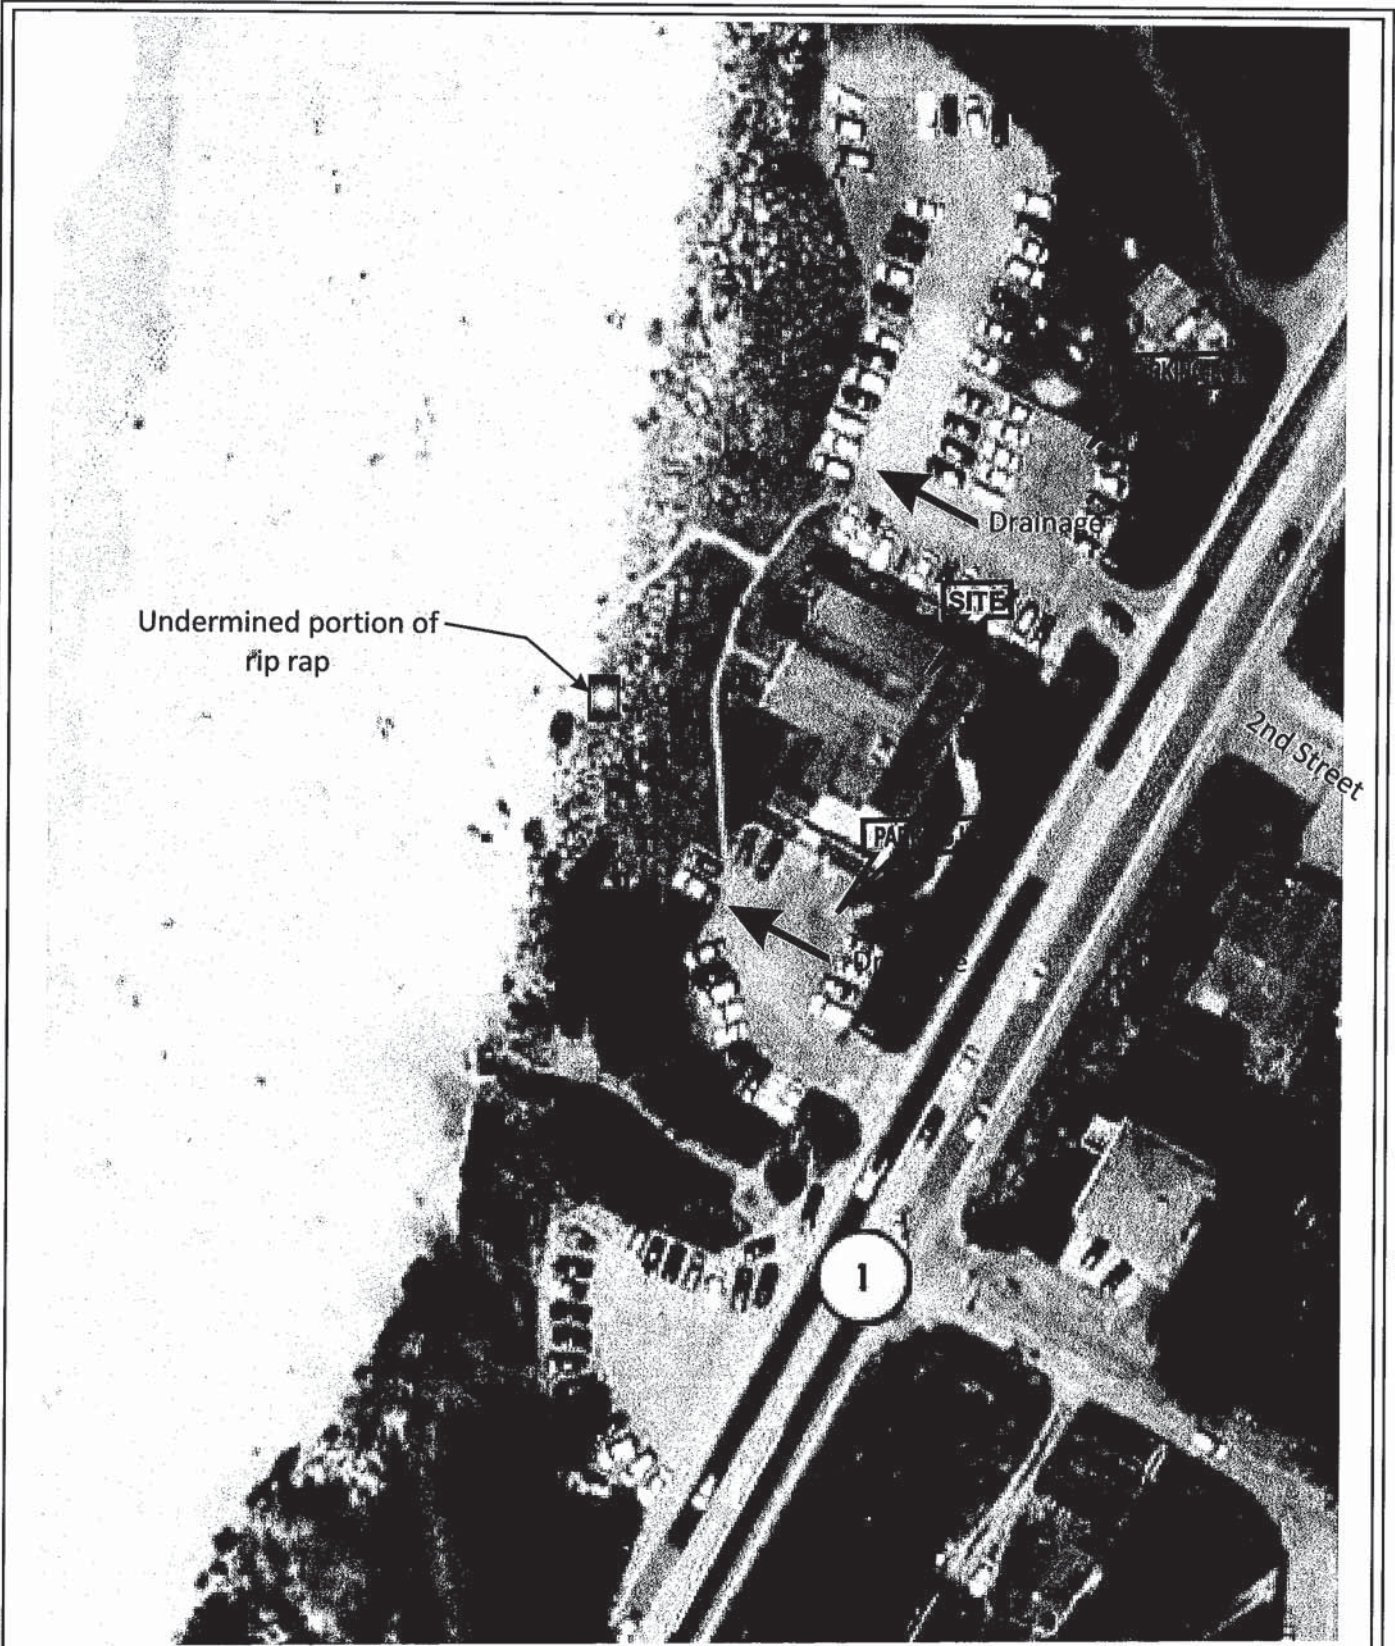 Drainage
SITE
Undermined portion of
rip rap
2nd Street
1